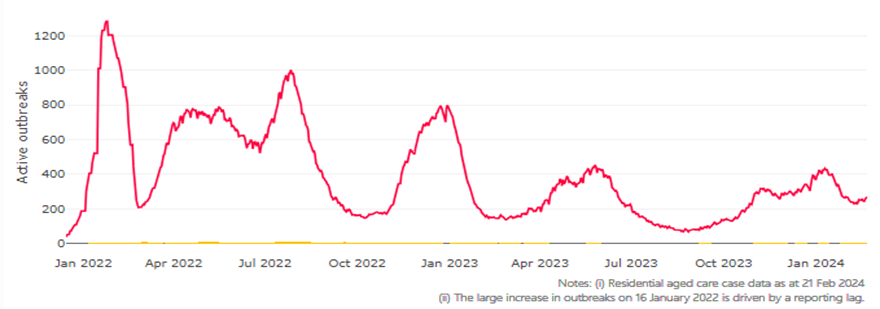 Active outbreaks
1200
1000
800
600
400
200
0
Jan 2022 Apr 2022 Jul 2022 Oct 2022 Jan 2023 Apr 2023 Jul 2023 Oct 2023 Jan 2024
Notes: (i) Residential aged care case data as at 21 Feb 2024
(ii) The large increase in outbreaks on 16 January 2022 is driven by a reporting lag.